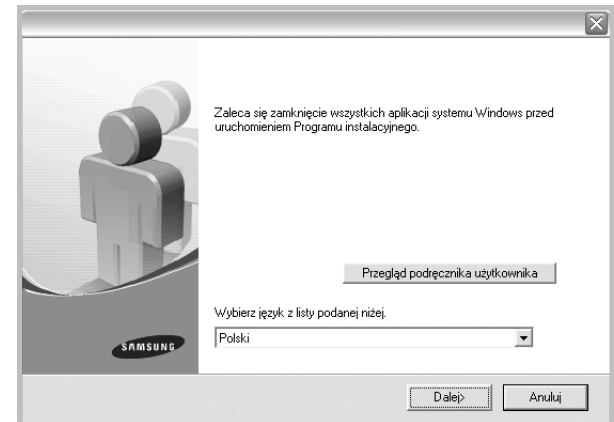 Zaleca się zamknięcie wszystkich aplikacji systemu Windows przed
uruchomieniem Programu instalacyjnego.
Przegląd podręcznika użytkownika
Wybierz język z listy podanej niżej.
Polski
SAMSUNG
Dalej>
Anuluj